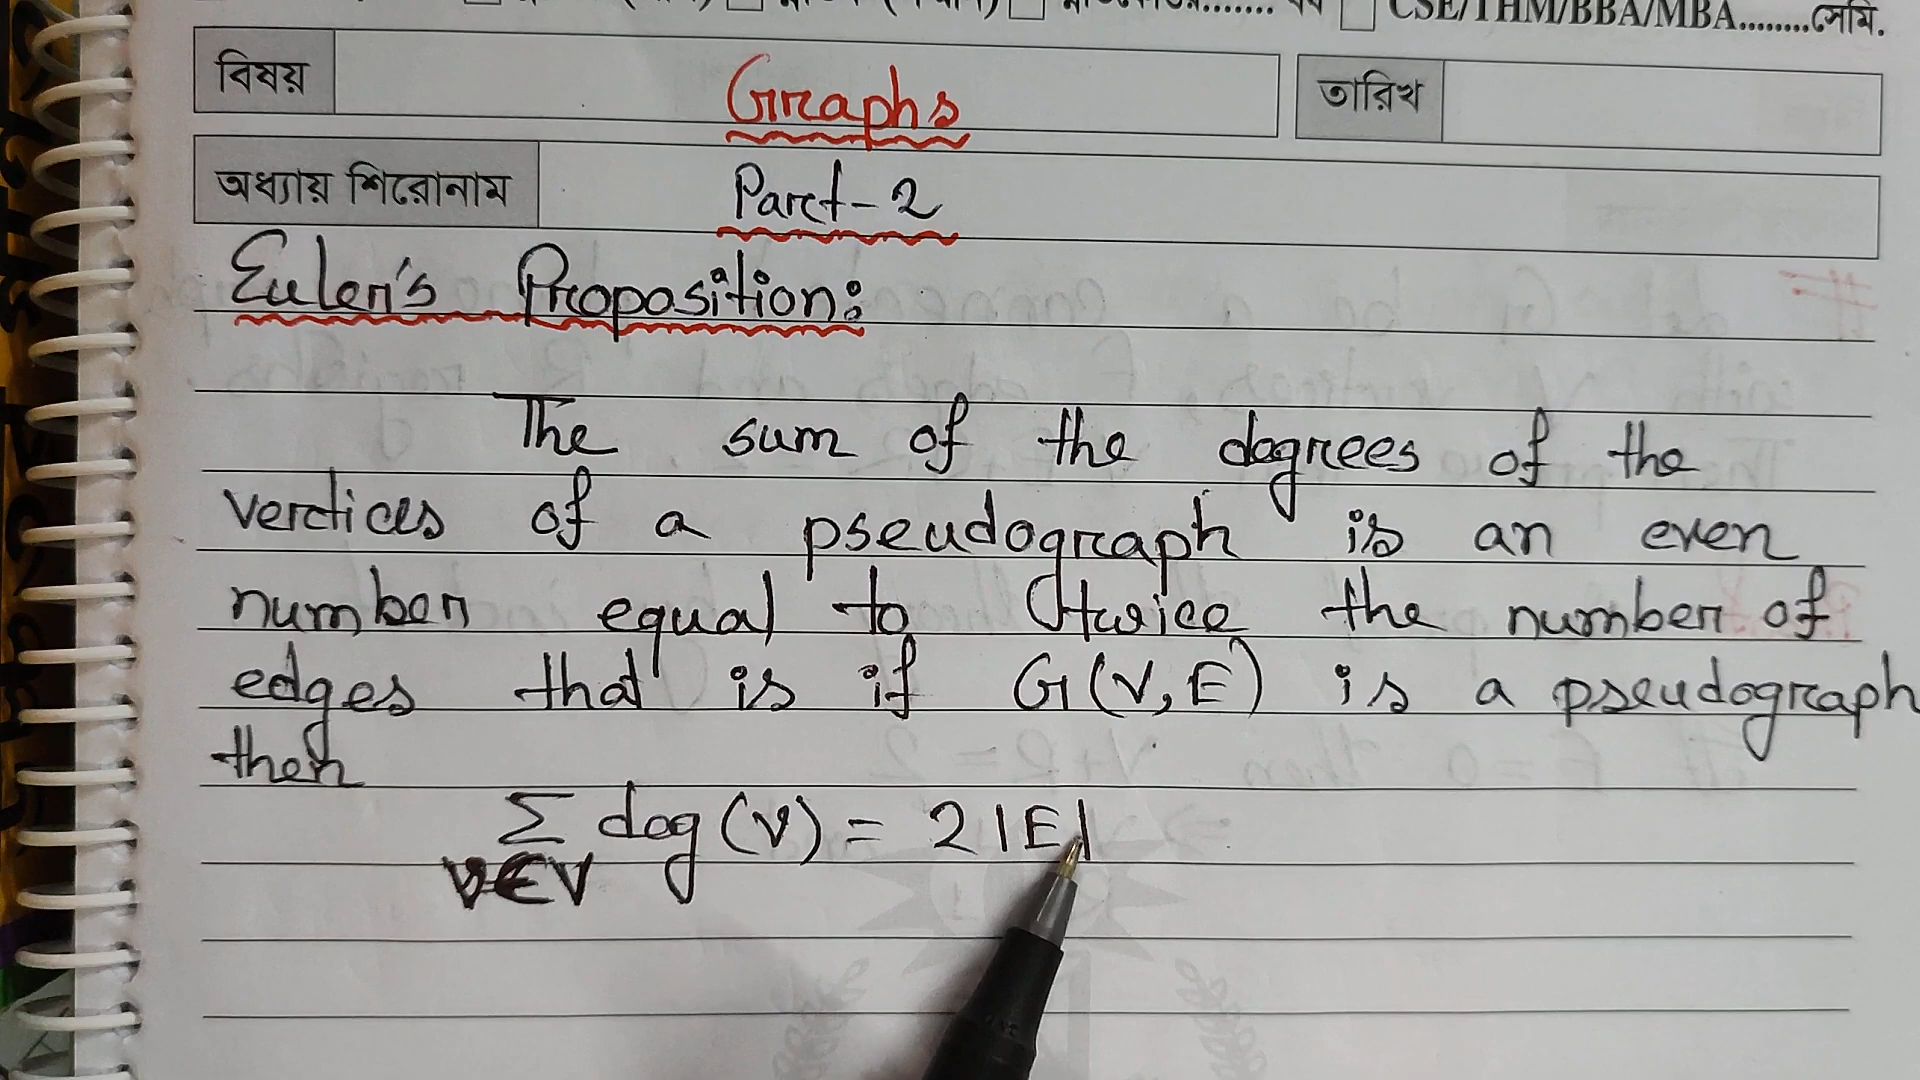 CSE/THM/BBA/MBA........সেমি.
বিষয় Graphs তারিখ
অধ্যায় শিরোনাম Part-2
Euler's Proposition:
The sum of the degrees of the
vertices of a pseudograph is an even
number equal to twice the number of
edges that is if G(V,E) is a pseudograph
then
Σ deg (v) = 2|E|
v∈V